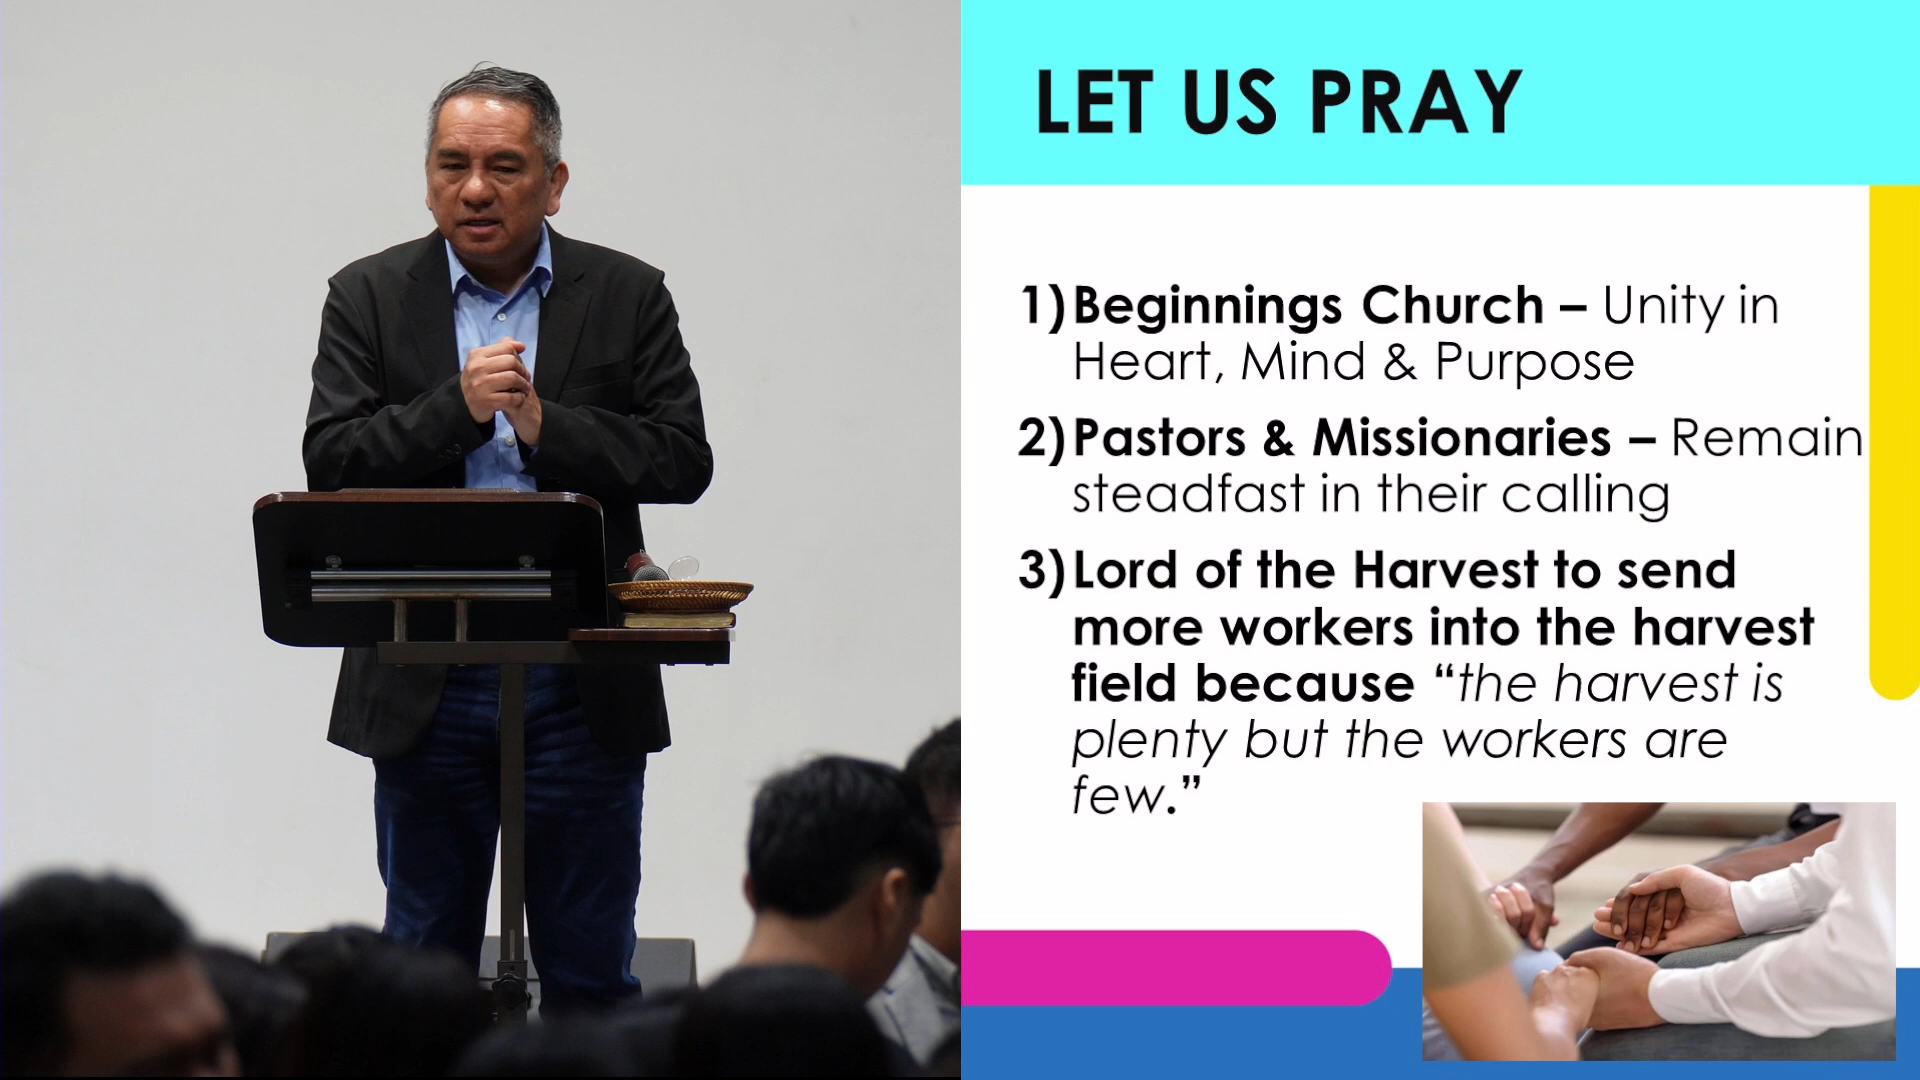 LET US PRAY
1) Beginnings Church – Unity in
Heart, Mind & Purpose
2) Pastors & Missionaries – Remain
steadfast in their calling
3) Lord of the Harvest to send
more workers into the harvest
field because “the harvest is
plenty but the workers are
few.”